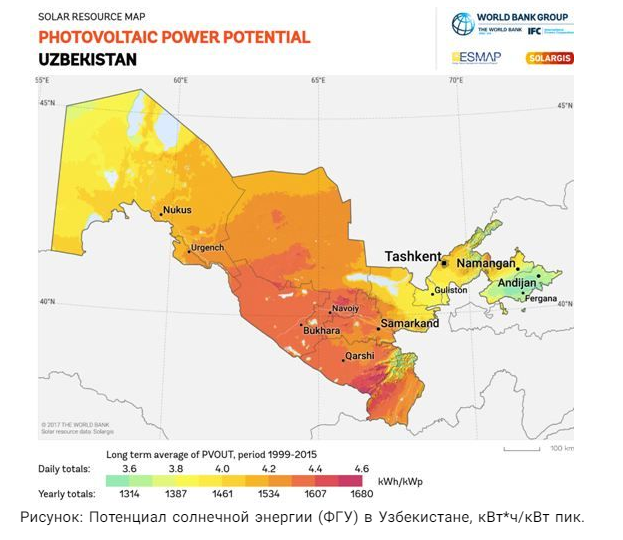 SOLAR RESOURCE MAP
PHOTOVOLTAIC POWER POTENTIAL
UZBEKISTAN
WORLD BANK GROUP
THE WORLD BANK
IFC
ESMAP
SOLARGIS
55°E
60°E
65°E
70°E
45°N
45°N
Nukus
Urgench
Tashkent
Namangan
Andijan
Guliston
Fergana
40°N
40°N
Navoiy
Bukhara
Samarkand
Qarshi
© 2017 THE WORLD BANK
Solar resource data: Solargis
100 km
Long term average of PVOUT, period 1999-2015
Daily totals: 3.6 3.8 4.0 4.2 4.4 4.6
kWh/kWp
Yearly totals: 1314 1387 1461 1534 1607 1680
Рисунок: Потенциал солнечной энергии (ФГУ) в Узбекистане, кВт*ч/кВт пик.